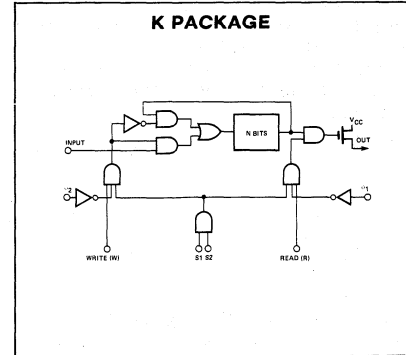 K PACKAGE
VCC
OUT
INPUT
N BITS
WRITE (W)
S1 S2
READ (R)